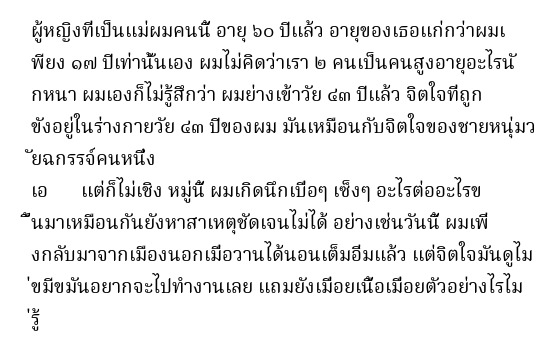 ผู้หญิงที่เป็นแม่ผมคนนี้ อายุ ๖๐ ปีแล้ว อายุของเธอแก่กว่าผมเ
พียง ๑๗ ปีเท่านั้นเอง ผมไม่คิดว่าเรา ๒ คนเป็นคนสูงอายุอะไรนั
กหนา ผมเองก็ไม่รู้สึกว่า ผมย่างเข้าวัย ๔๓ ปีแล้ว จิตใจที่ถูก
ขังอยู่ในร่างกายวัย ๔๓ ปีของผม มันเหมือนกับจิตใจของชายหนุ่มว
ัยฉกรรจ์คนหนึ่ง
เอ แต่ก็ไม่เชิง หมู่นี้ ผมเกิดนึกเบื่อๆ เซ็งๆ อะไรต่ออะไรข
ึ้นมาเหมือนกันยังหาสาเหตุชัดเจนไม่ได้ อย่างเช่นวันนี้ ผมเพิ่
งกลับมาจากเมืองนอกเมื่อวานได้นอนเต็มอิ่มแล้ว แต่จิตใจมันดูไม
่ขมีขมันอยากจะไปทำงานเลย แถมยังเมื่อยเนื้อเมื่อยตัวอย่างไรไม
่รู้